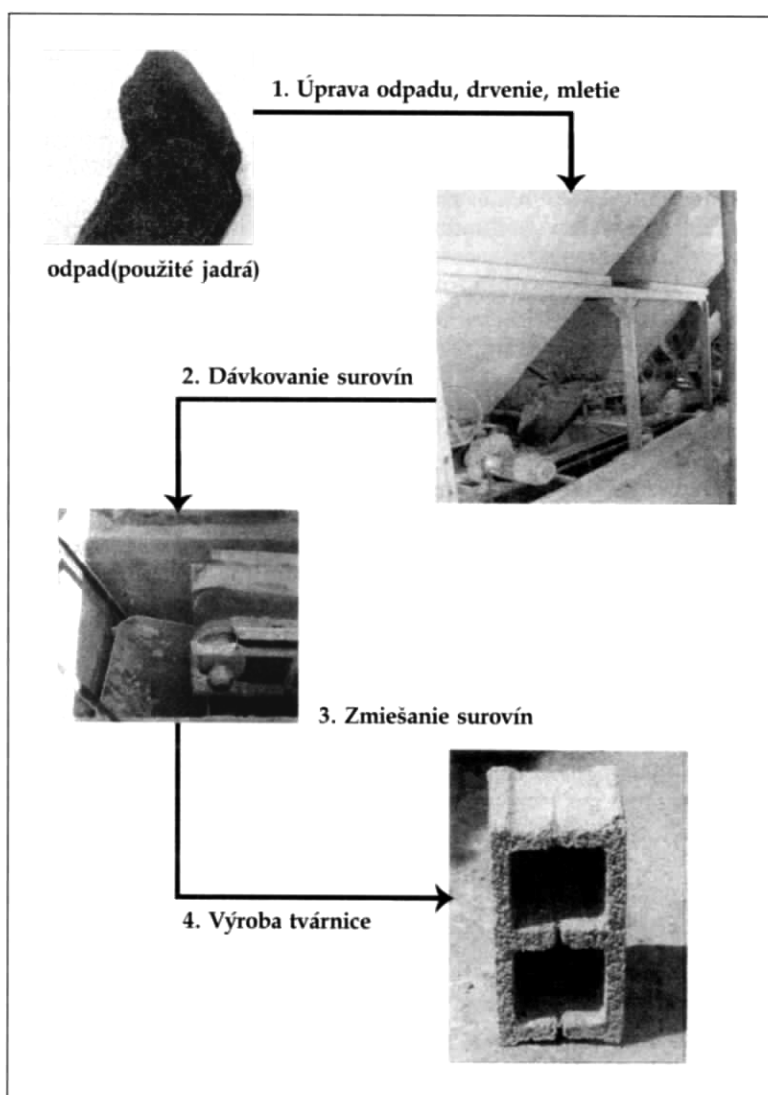 1. Úprava odpadu, drvenie, mletie
odpad(použité jadrá)
2. Dávkovanie surovín
3. Zmiešanie surovín
4. Výroba tvárnice